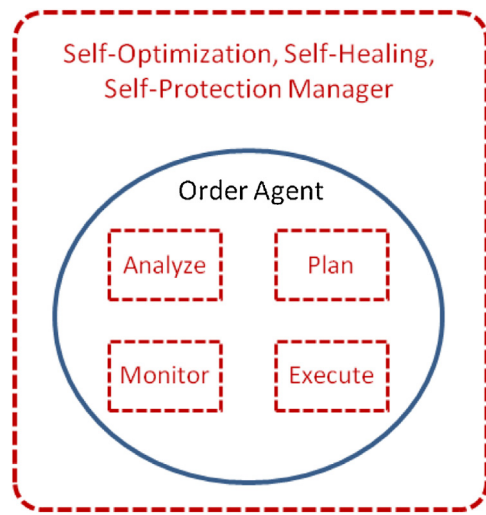 Self-Optimization, Self-Healing,
Self-Protection Manager
Order Agent
Analyze
Plan
Monitor
Execute